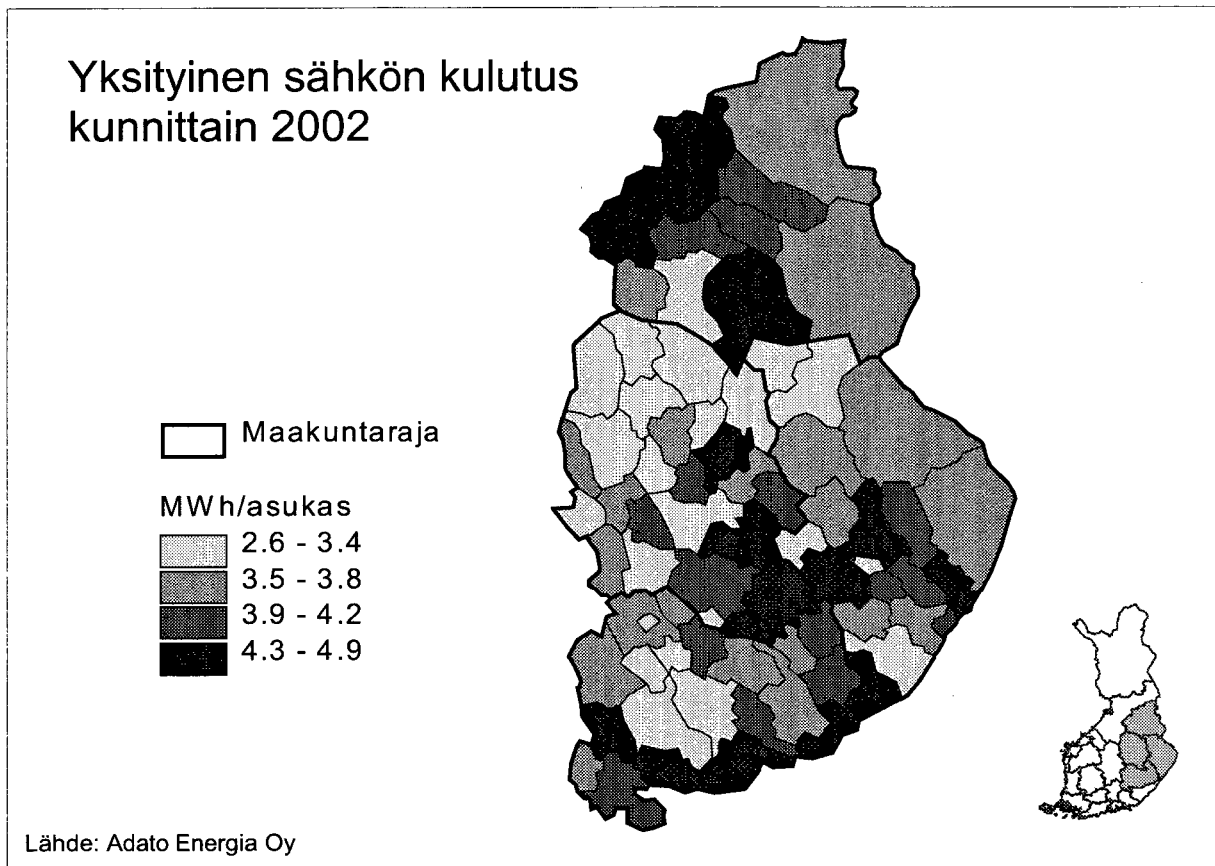 Yksityinen sähkön kulutus
kunnittain 2002
Maakuntaraja
MWh/asukas
2.6 - 3.4
3.5 - 3.8
3.9 - 4.2
4.3 - 4.9
Lähde: Adato Energia Oy